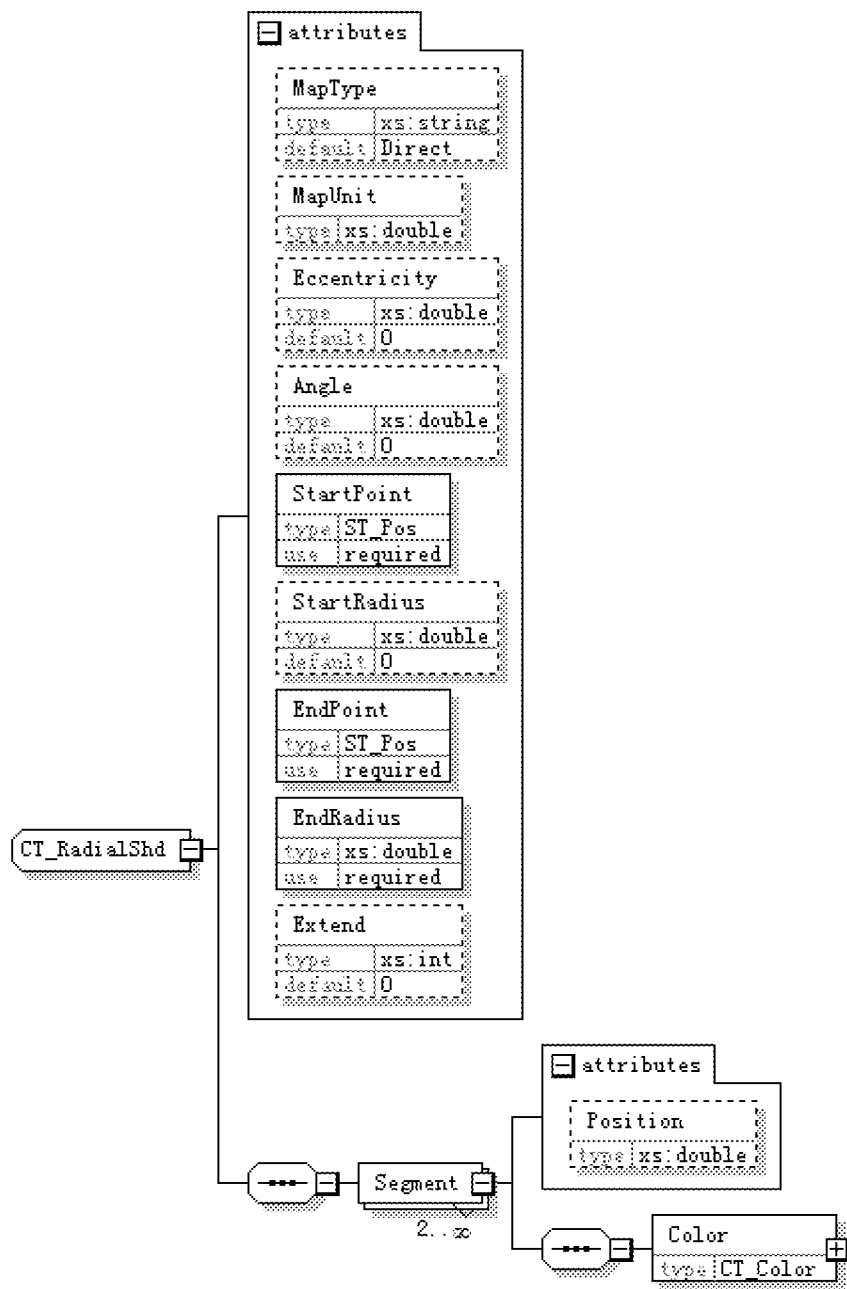 attributes
MapType
type xs:string
default Direct
MapUnit
type xs:double
Eccentricity
type xs:double
default 0
Angle
type xs:double
default 0
StartPoint
type ST_Pos
use required
StartRadius
type xs:double
default 0
EndPoint
type ST_Pos
use required
EndRadius
type xs:double
use required
Extend
type xs:int
default 0
CT_RadialShd
attributes
Position
type xs:double
Segment
2..∞
Color
type CT_Color